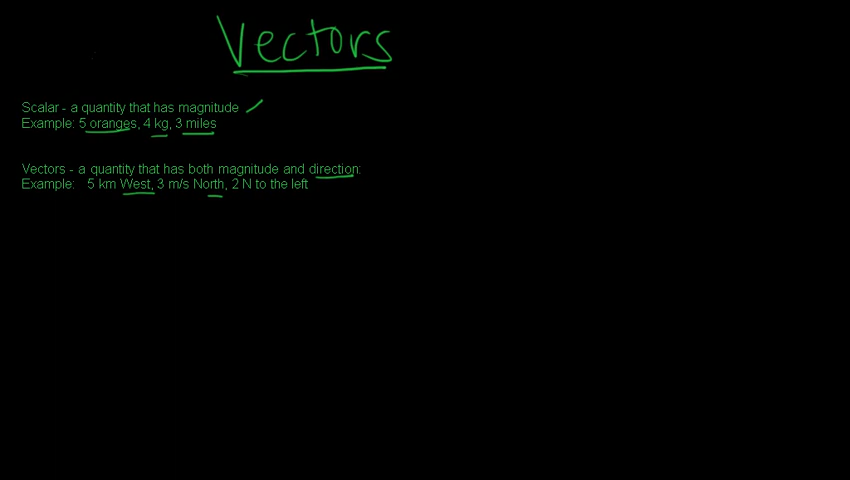 Vectors
Scalar - a quantity that has magnitude
Example: 5 oranges, 4 kg, 3 miles
Vectors - a quantity that has both magnitude and direction:
Example: 5 km West, 3 m/s North, 2 N to the left